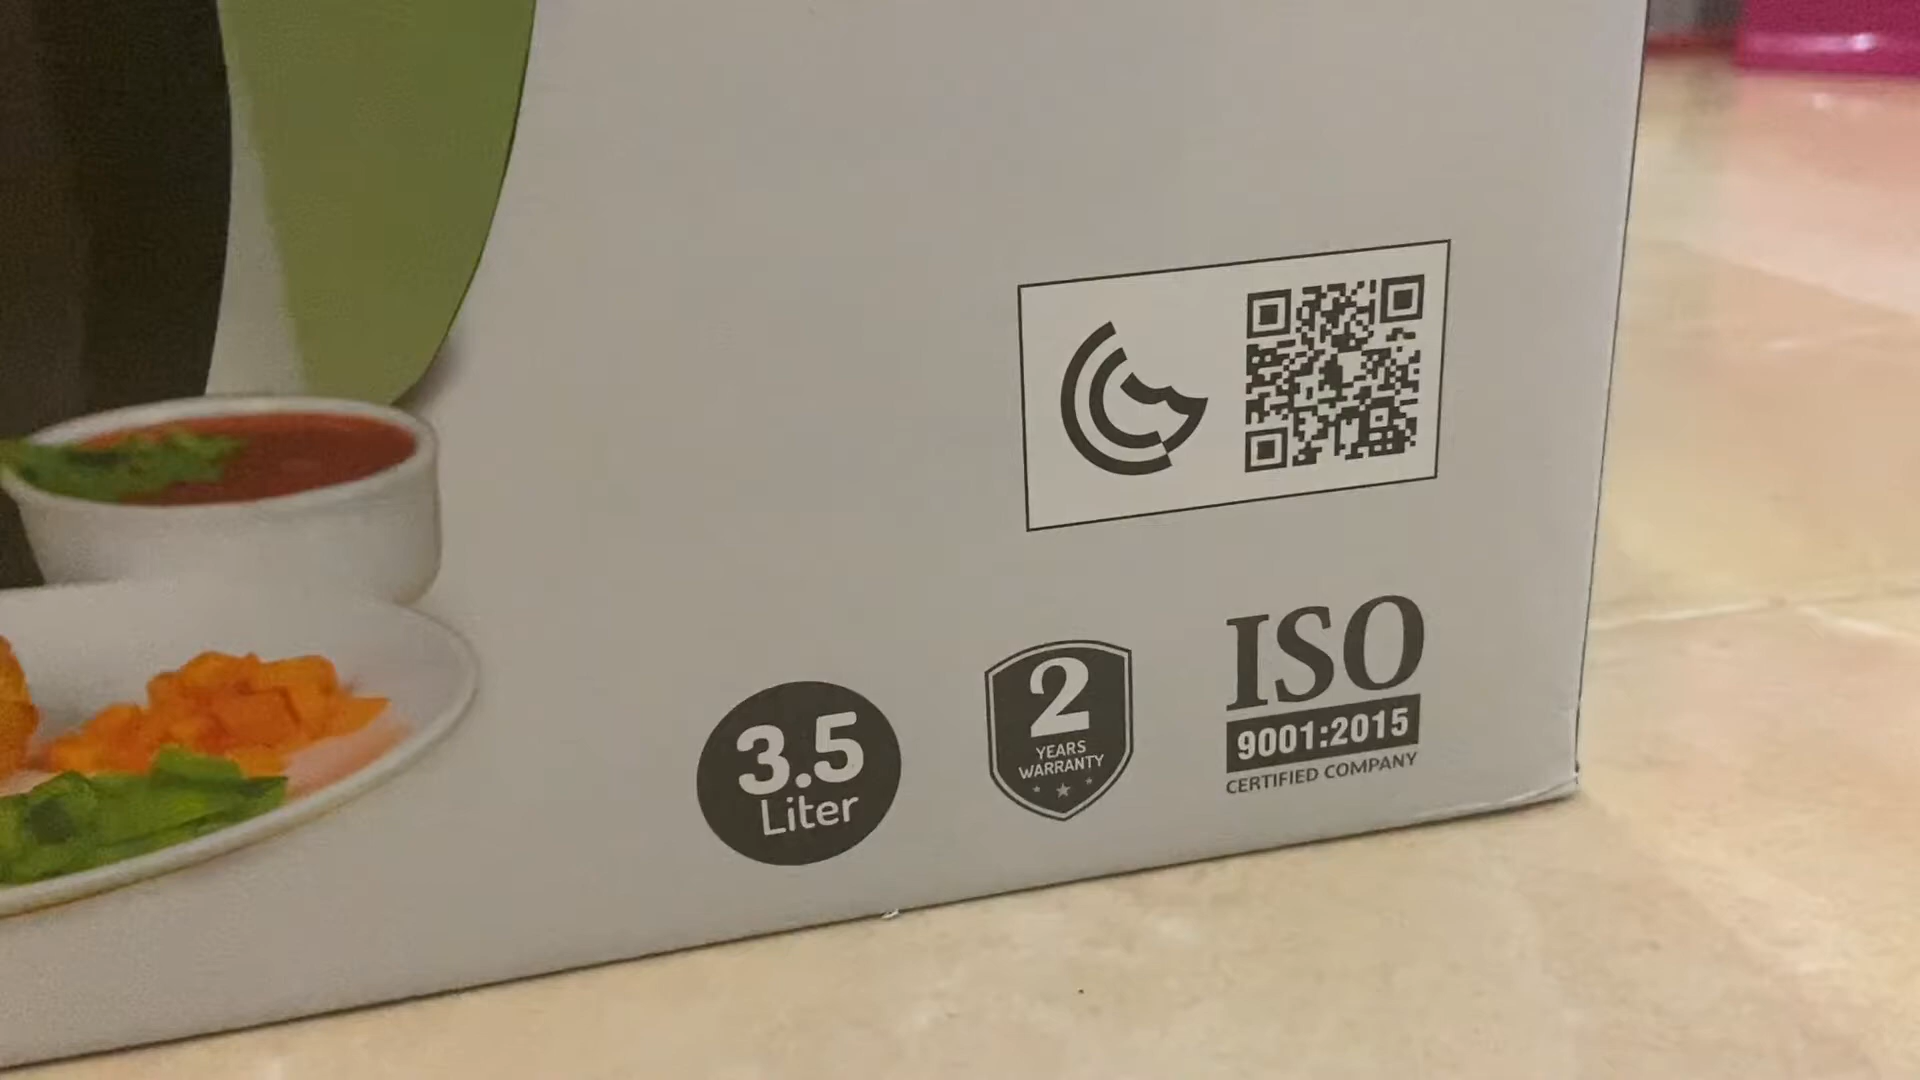 3.5
Liter
2
YEARS
WARRANTY
ISO
9001:2015
CERTIFIED COMPANY